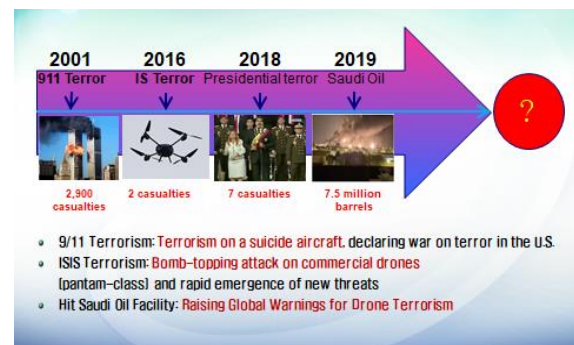 2001 2016 2018 2019
911 Terror IS Terror Presidential terror Saudi Oil
?
2,900 casualties 2 casualties 7 casualties 7.5 million barrels
• 9/11 Terrorism: Terrorism on a suicide aircraft, declaring war on terror in the U.S.
• ISIS Terrorism: Bomb-topping attack on commercial drones
(pantam-class) and rapid emergence of new threats
• Hit Saudi Oil Facility: Raising Global Warnings for Drone Terrorism